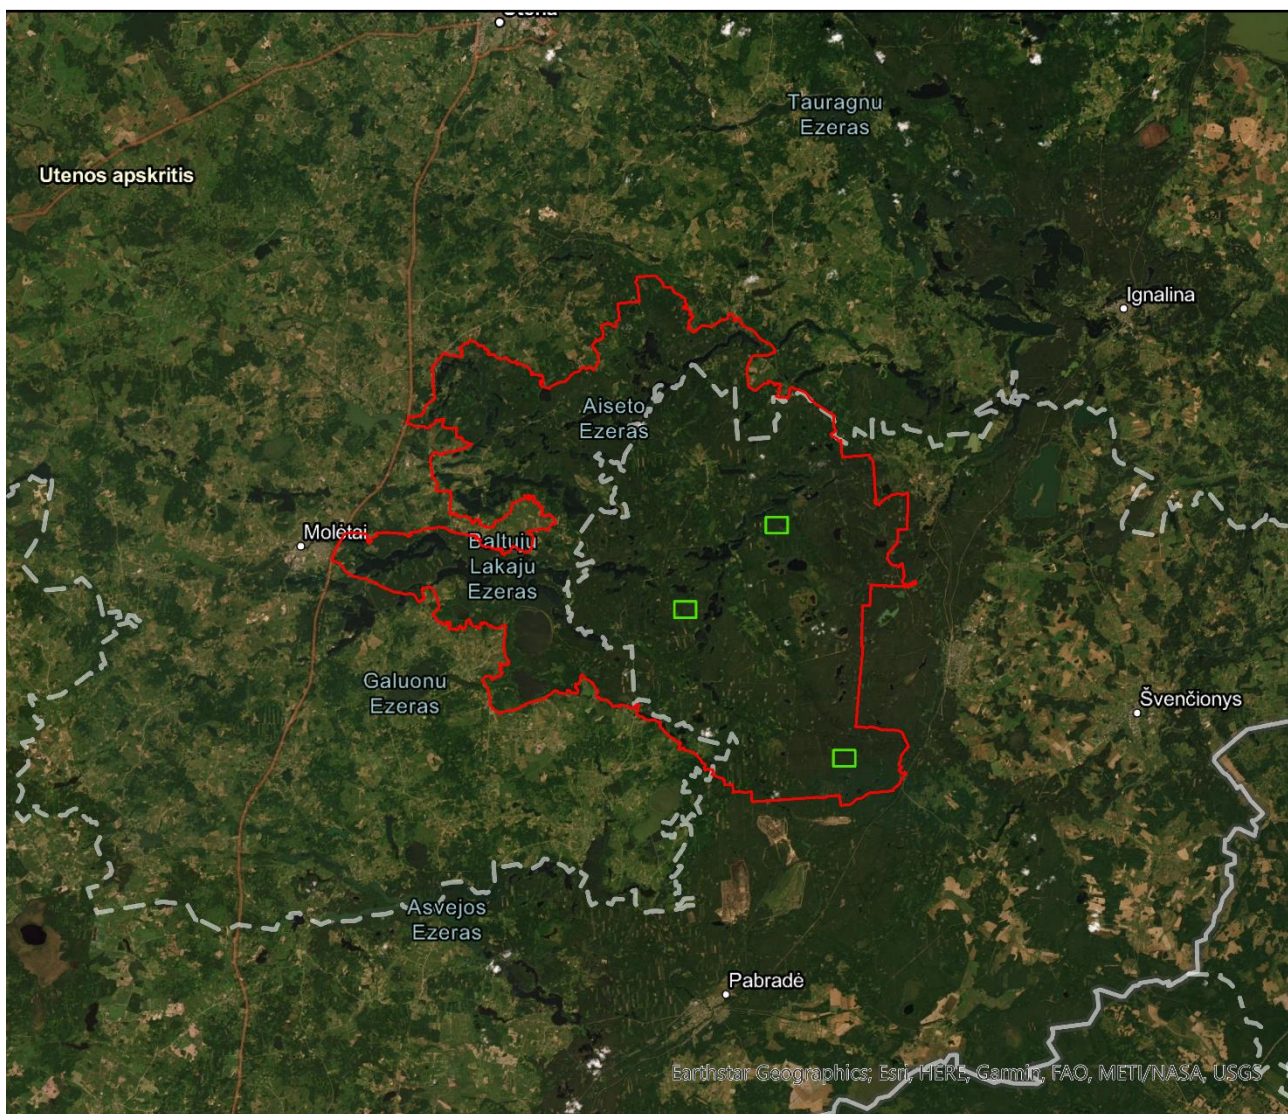 Tauragnu
Ezeras
Utenos apskritis
Ignalina
Aiseto
Ezeras
Molėtai
Baltuju
Lakaju
Ezeras
Galuonu
Ezeras
Švenčionys
Asvejos
Ezeras
Pabradė
Earthstar Geographics; Esri, HERE, Garmin, FAO, METI/NASA, USGS